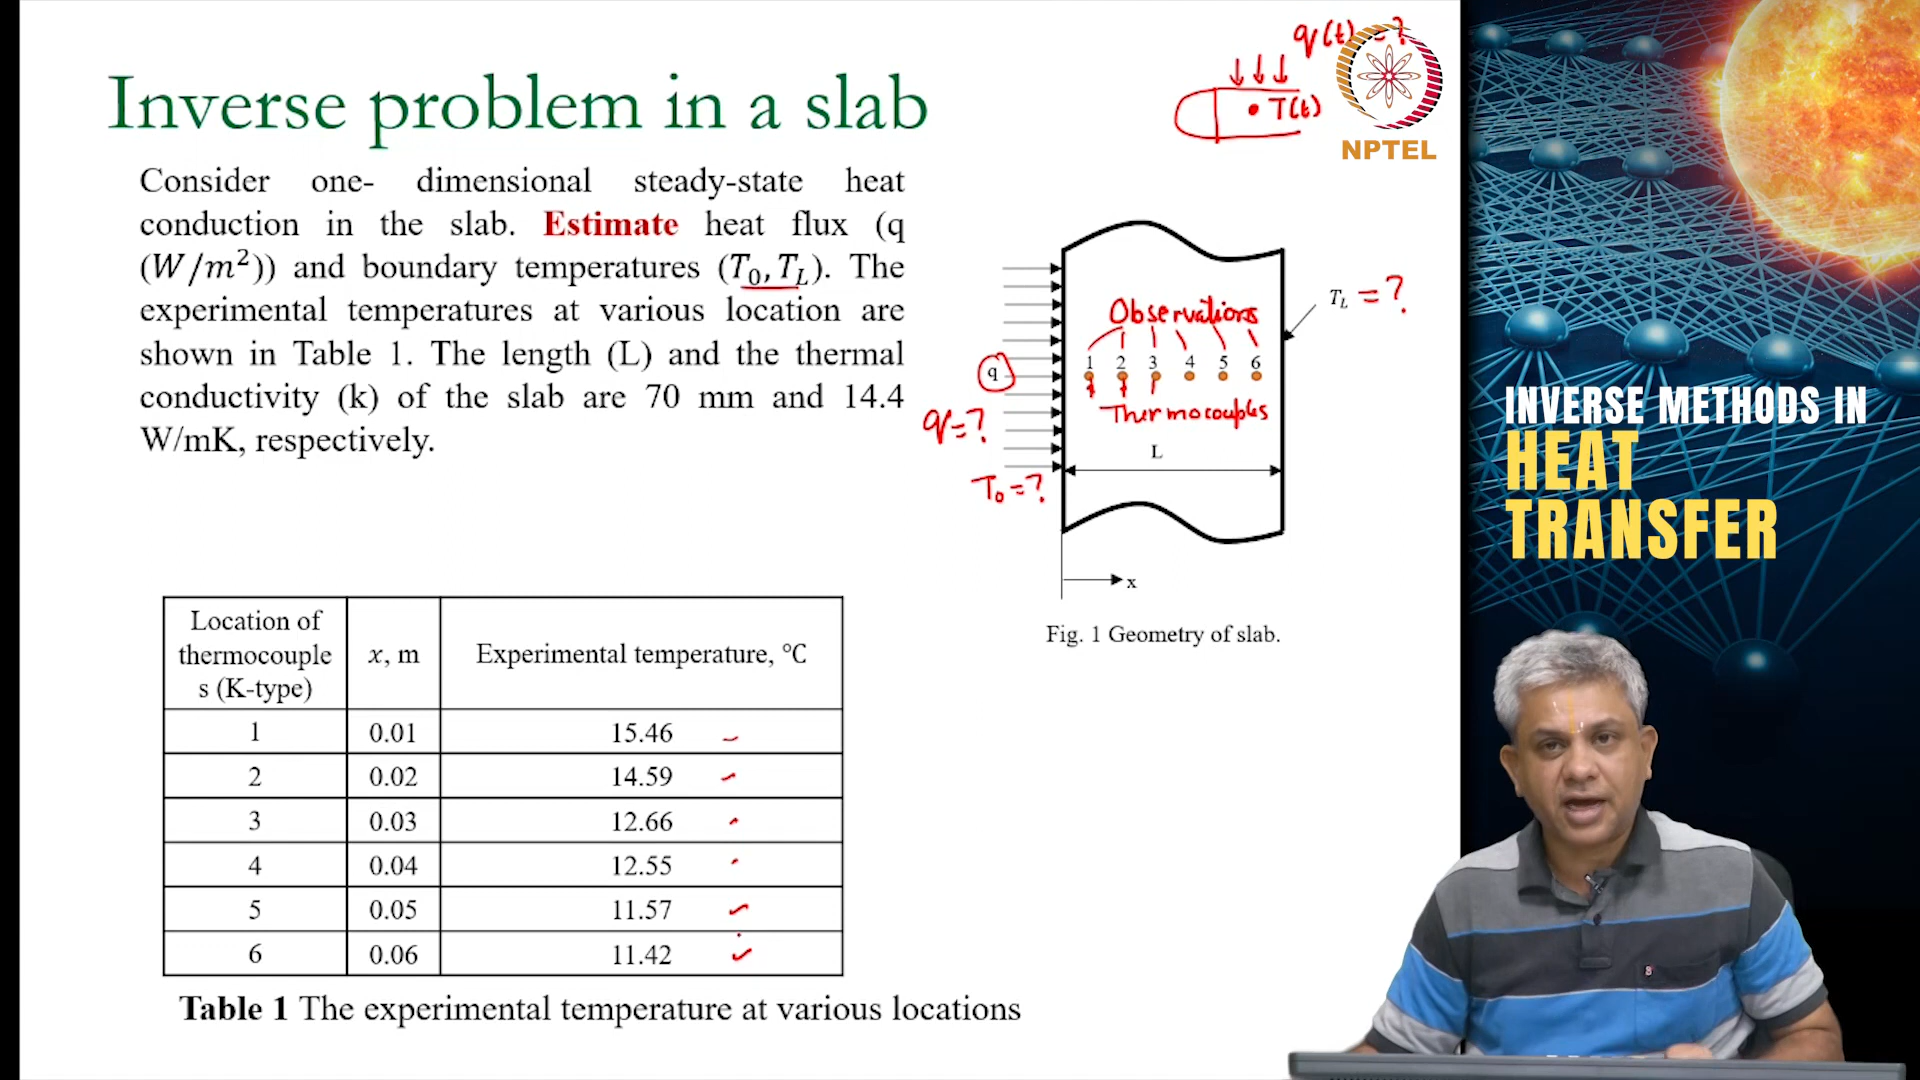 Inverse problem in a slab
q(t) = ?
T(t)
NPTEL
Consider one- dimensional steady-state heat
conduction in the slab. Estimate heat flux (q
(W/m²)) and boundary temperatures (T₀, T_L). The
experimental temperatures at various location are
shown in Table 1. The length (L) and the thermal
conductivity (k) of the slab are 70 mm and 14.4
W/mK, respectively.
Observations
T_L = ?
1 2 3 4 5 6
q
Thermocouples
q=?
L
T₀=?
x
Fig. 1 Geometry of slab.
Location of
thermocouple
s (K-type)
x, m
Experimental temperature, °C
1 0.01 15.46
2 0.02 14.59
3 0.03 12.66
4 0.04 12.55
5 0.05 11.57
6 0.06 11.42
Table 1 The experimental temperature at various locations
INVERSE METHODS IN
HEAT
TRANSFER